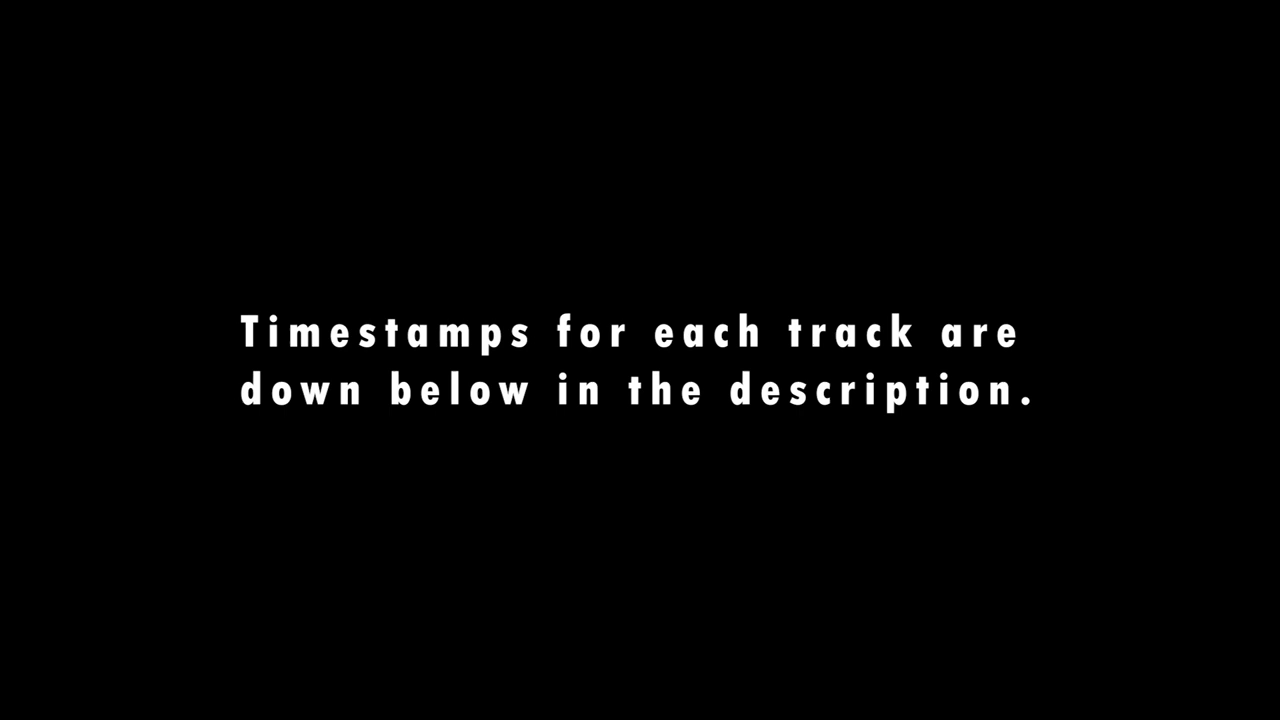 Timestamps for each track are
down below in the description.